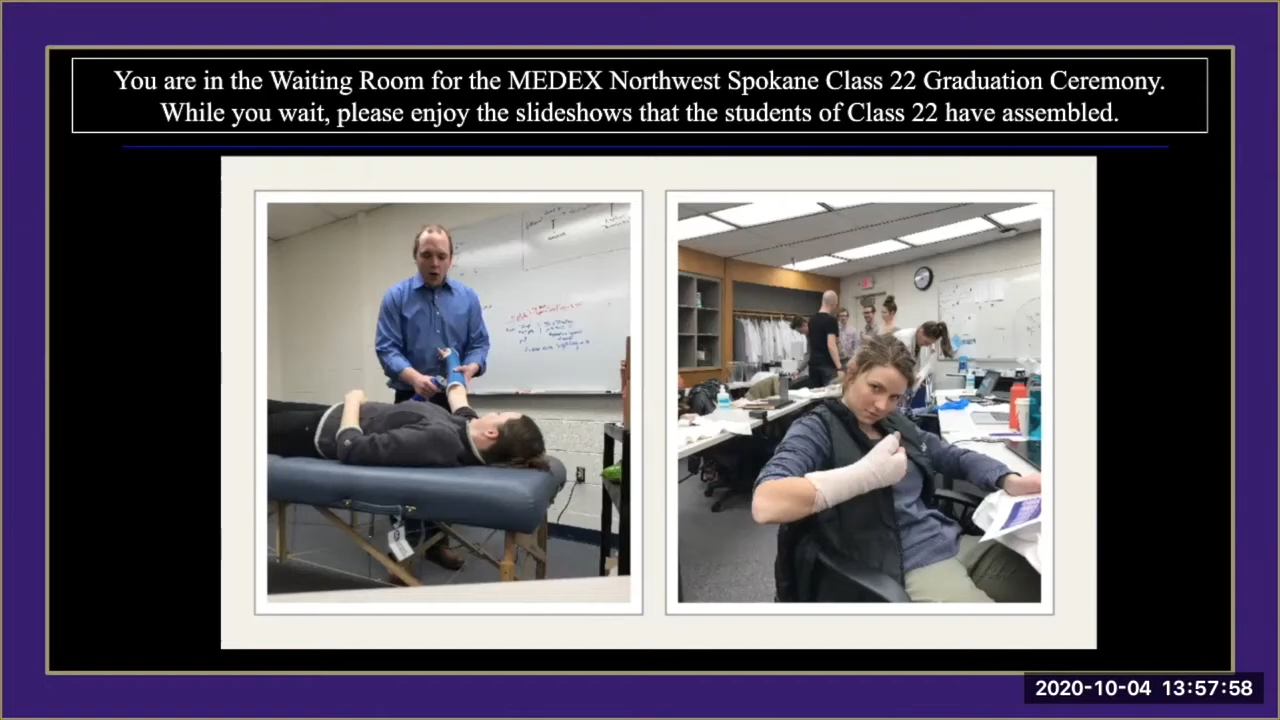 You are in the Waiting Room for the MEDEX Northwest Spokane Class 22 Graduation Ceremony.
While you wait, please enjoy the slideshows that the students of Class 22 have assembled.
2020-10-04 13:57:58